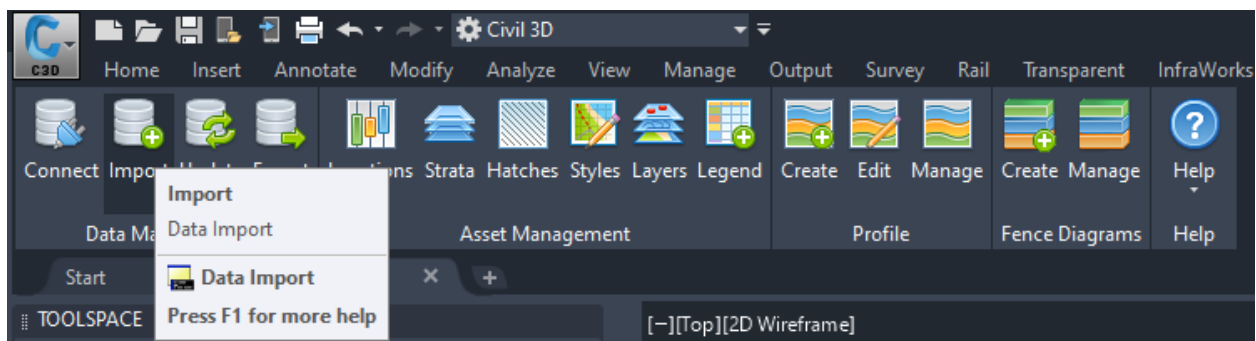 Civil 3D
C3D Home Insert Annotate Modify Analyze View Manage Output Survey Rail Transparent InfraWorks
Connect Strata Hatches Styles Layers Legend Create Edit Manage Create Manage Help
Asset Management Profile Fence Diagrams Help
Import
Data Import
Data Import
Press F1 for more help
Start
TOOLSPACE
[−][Top][2D Wireframe]